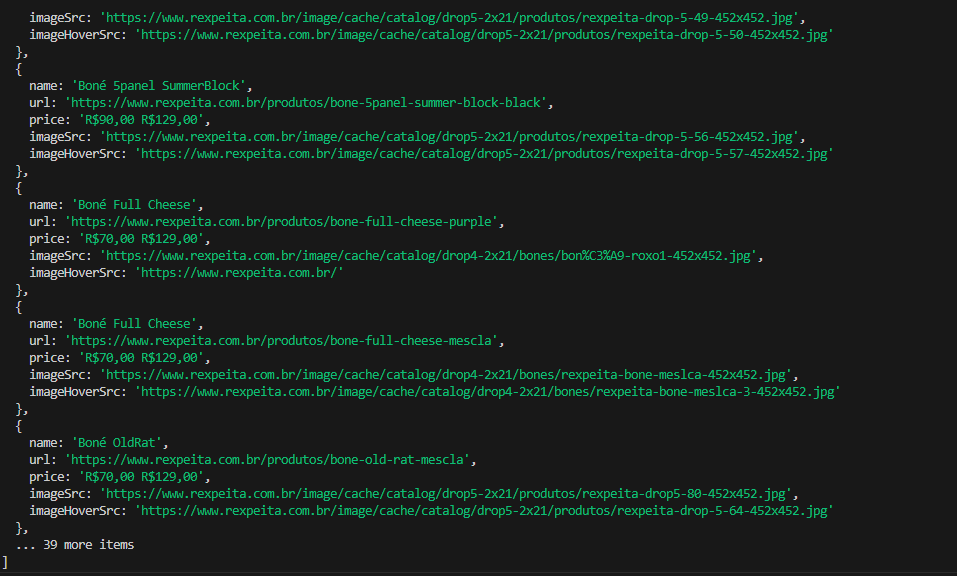 imageSrc: 'https://www.rexpeita.com.br/image/cache/catalog/drop5-2x21/produtos/rexpeita-drop-5-49-452x452.jpg',
imageHoverSrc: 'https://www.rexpeita.com.br/image/cache/catalog/drop5-2x21/produtos/rexpeita-drop-5-50-452x452.jpg'
},
{
name: 'Boné 5panel SummerBlock',
url: 'https://www.rexpeita.com.br/produtos/bone-5panel-summer-block-black',
price: 'R$90,00 R$129,00',
imageSrc: 'https://www.rexpeita.com.br/image/cache/catalog/drop5-2x21/produtos/rexpeita-drop-5-56-452x452.jpg',
imageHoverSrc: 'https://www.rexpeita.com.br/image/cache/catalog/drop5-2x21/produtos/rexpeita-drop-5-57-452x452.jpg'
},
{
name: 'Boné Full Cheese',
url: 'https://www.rexpeita.com.br/produtos/bone-full-cheese-purple',
price: 'R$70,00 R$129,00',
imageSrc: 'https://www.rexpeita.com.br/image/cache/catalog/drop4-2x21/bones/bon%C3%A9-roxo1-452x452.jpg',
imageHoverSrc: 'https://www.rexpeita.com.br/'
},
{
name: 'Boné Full Cheese',
url: 'https://www.rexpeita.com.br/produtos/bone-full-cheese-mescla',
price: 'R$70,00 R$129,00',
imageSrc: 'https://www.rexpeita.com.br/image/cache/catalog/drop4-2x21/bones/rexpeita-bone-meslca-452x452.jpg',
imageHoverSrc: 'https://www.rexpeita.com.br/image/cache/catalog/drop4-2x21/bones/rexpeita-bone-meslca-3-452x452.jpg'
},
{
name: 'Boné OldRat',
url: 'https://www.rexpeita.com.br/produtos/bone-old-rat-mescla',
price: 'R$70,00 R$129,00',
imageSrc: 'https://www.rexpeita.com.br/image/cache/catalog/drop5-2x21/produtos/rexpeita-drop5-80-452x452.jpg',
imageHoverSrc: 'https://www.rexpeita.com.br/image/cache/catalog/drop5-2x21/produtos/rexpeita-drop-5-64-452x452.jpg'
},
... 39 more items
]